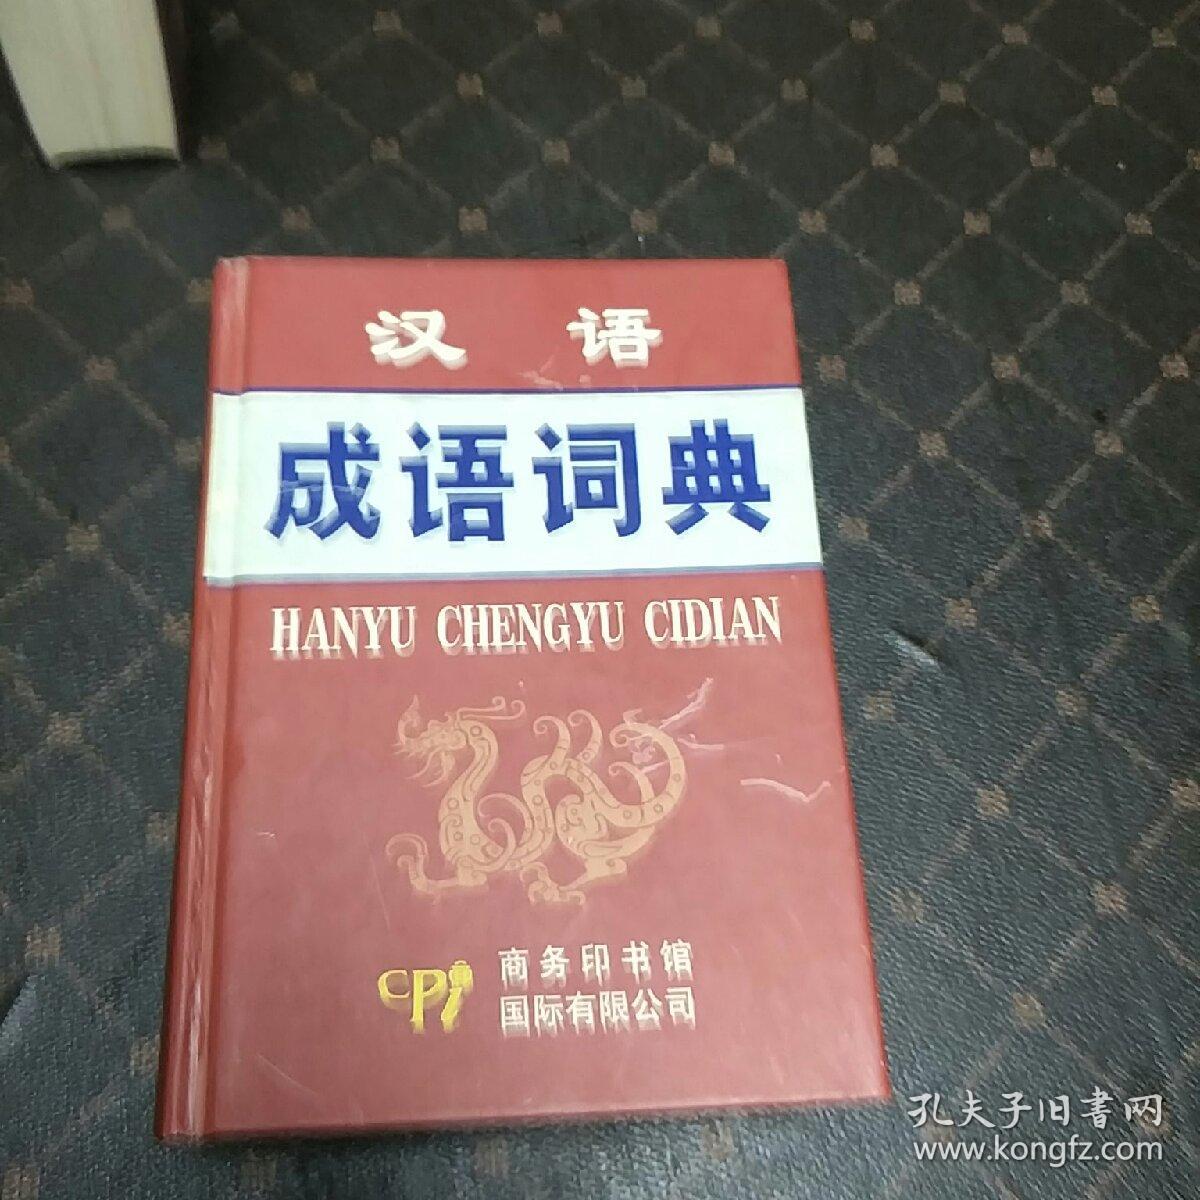 汉语
成语词典
HANYU CHENGYU CIDIAN
CPi
商务印书馆
国际有限公司
孔夫子旧書网
www.kongfz.com